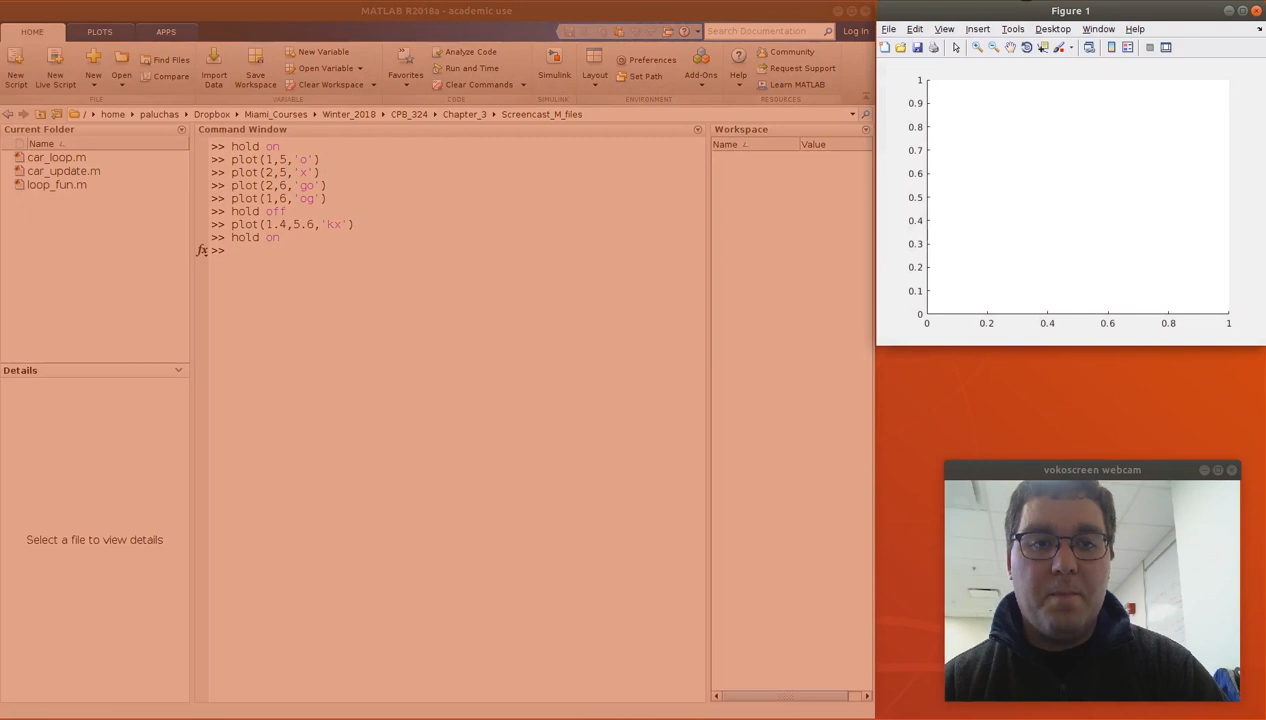 MATLAB R2018a - academic use
HOME PLOTS APPS
Search Documentation Log In
New Script
New Live Script
New
Open
Find Files
Compare
Import Data
Save Workspace
New Variable
Open Variable
Clear Workspace
Favorites
Analyze Code
Run and Time
Clear Commands
Simulink
Layout
Preferences
Set Path
Add-Ons
Help
Community
Request Support
Learn MATLAB
FILE VARIABLE CODE SIMULINK ENVIRONMENT RESOURCES
/ home paluchas Dropbox Miami_Courses Winter_2018 CPB_324 Chapter_3 Screencast_M_files
Current Folder
Name
car_loop.m
car_update.m
loop_fun.m
Details
Select a file to view details
Command Window
>> hold on
>> plot(1,5,'o')
>> plot(2,5,'x')
>> plot(2,6,'go')
>> plot(1,6,'og')
>> hold off
>> plot(1.4,5.6,'kx')
>> hold on
fx >>
Workspace
Name Value
Figure 1
File Edit View Insert Tools Desktop Window Help
1
0.9
0.8
0.7
0.6
0.5
0.4
0.3
0.2
0.1
0
0 0.2 0.4 0.6 0.8 1
vokoscreen webcam